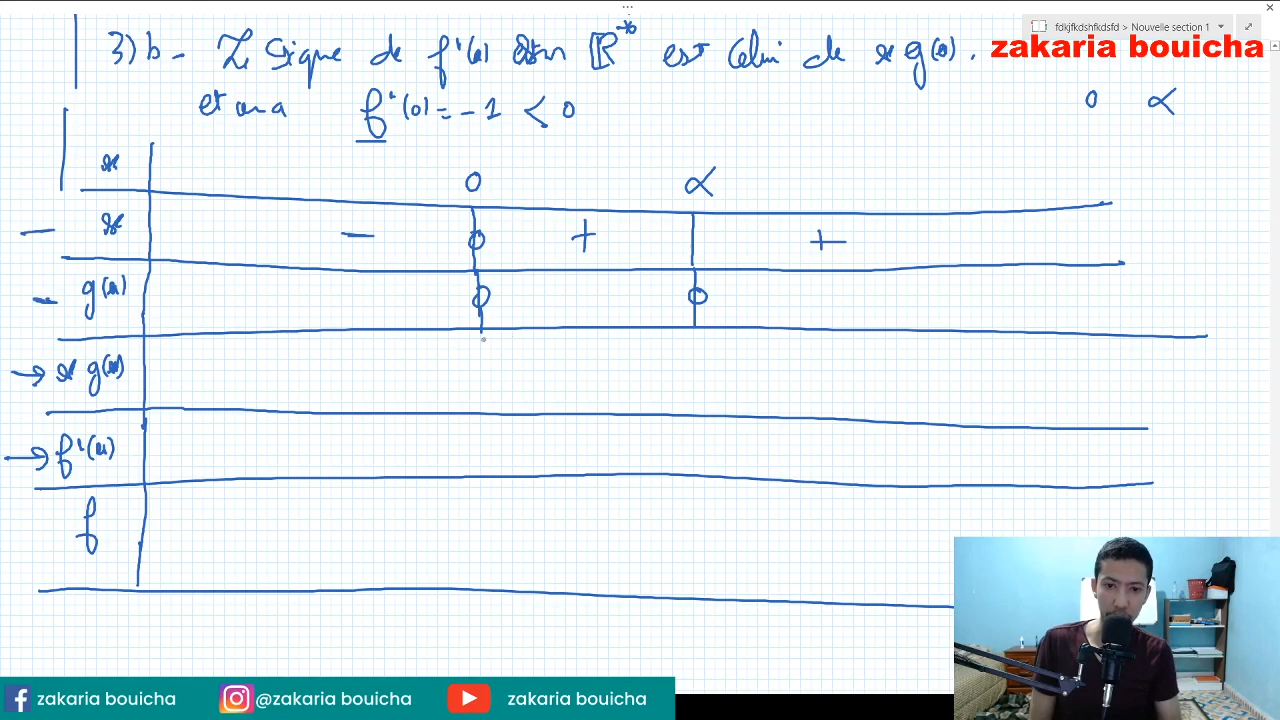 fdkjfkdshfkdsfd > Nouvelle section 1
zakaria bouicha
3) b - Le signe de f'(x) sur ℝ* est celui de x g(x).
et on a f'(0) = -1 < 0
0 α
x 0 α
- x - 0 + +
- g(x) 0 0
→ x g(x)
→ f'(x)
f
zakaria bouicha @zakaria bouicha zakaria bouicha